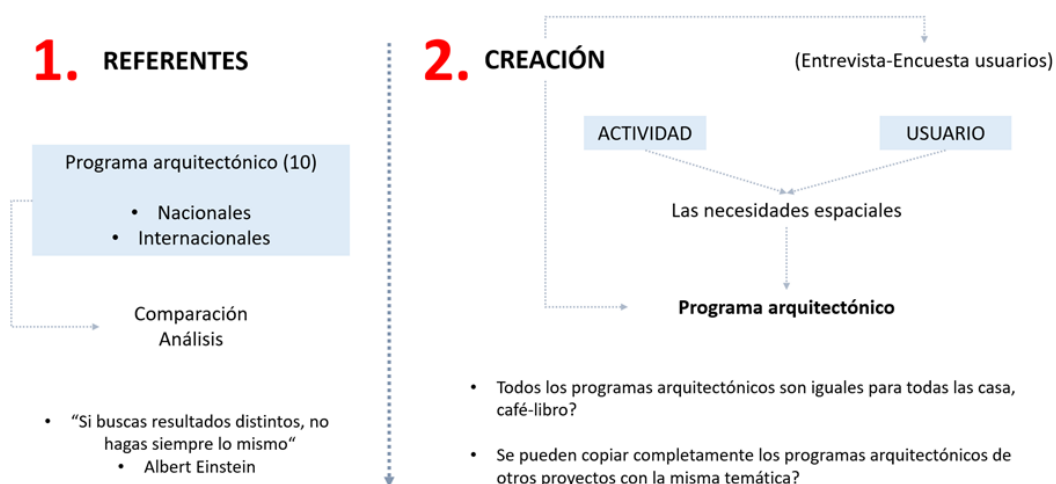 1. REFERENTES
Programa arquitectónico (10)
• Nacionales
• Internacionales
Comparación
Análisis
• “Si buscas resultados distintos, no
hagas siempre lo mismo“
• Albert Einstein
2. CREACIÓN
(Entrevista-Encuesta usuarios)
ACTIVIDAD
USUARIO
Las necesidades espaciales
Programa arquitectónico
• Todos los programas arquitectónicos son iguales para todas las casa,
café-libro?
• Se pueden copiar completamente los programas arquitectónicos de
otros proyectos con la misma temática?